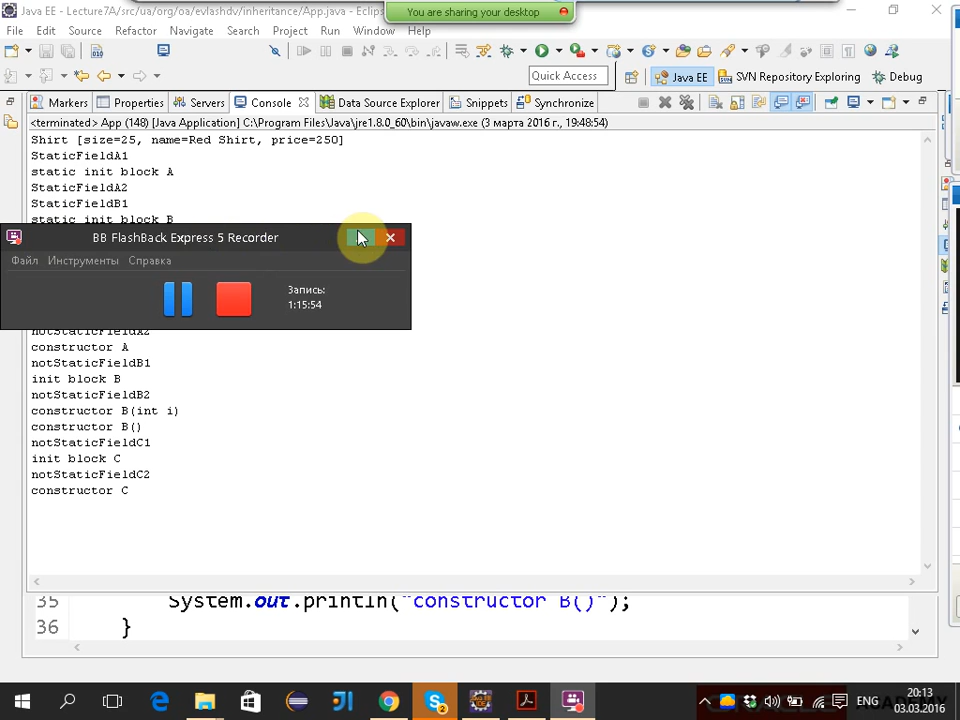 Java EE - Lecture7A/src/ua/org/oa/evlashdv/inheritance/App.java - Eclips
You are sharing your desktop
File Edit Source Refactor Navigate Search Project Run Window Help
Quick Access
Java EE
SVN Repository Exploring
Debug
Markers
Properties
Servers
Console
Data Source Explorer
Snippets
Synchronize
<terminated> App (148) [Java Application] C:\Program Files\Java\jre1.8.0_60\bin\javaw.exe (3 марта 2016 г., 19:48:54)
Shirt [size=25, name=Red Shirt, price=250]
StaticFieldA1
static init block A
StaticFieldA2
StaticFieldB1
static init block B
BB FlashBack Express 5 Recorder
Файл Инструменты Справка
Запись:
1:15:54
notStaticFieldA2
constructor A
notStaticFieldB1
init block B
notStaticFieldB2
constructor B(int i)
constructor B()
notStaticFieldC1
init block C
notStaticFieldC2
constructor C
35 System.out.println("constructor B()");
36 }
2
ENG
20:13
03.03.2016